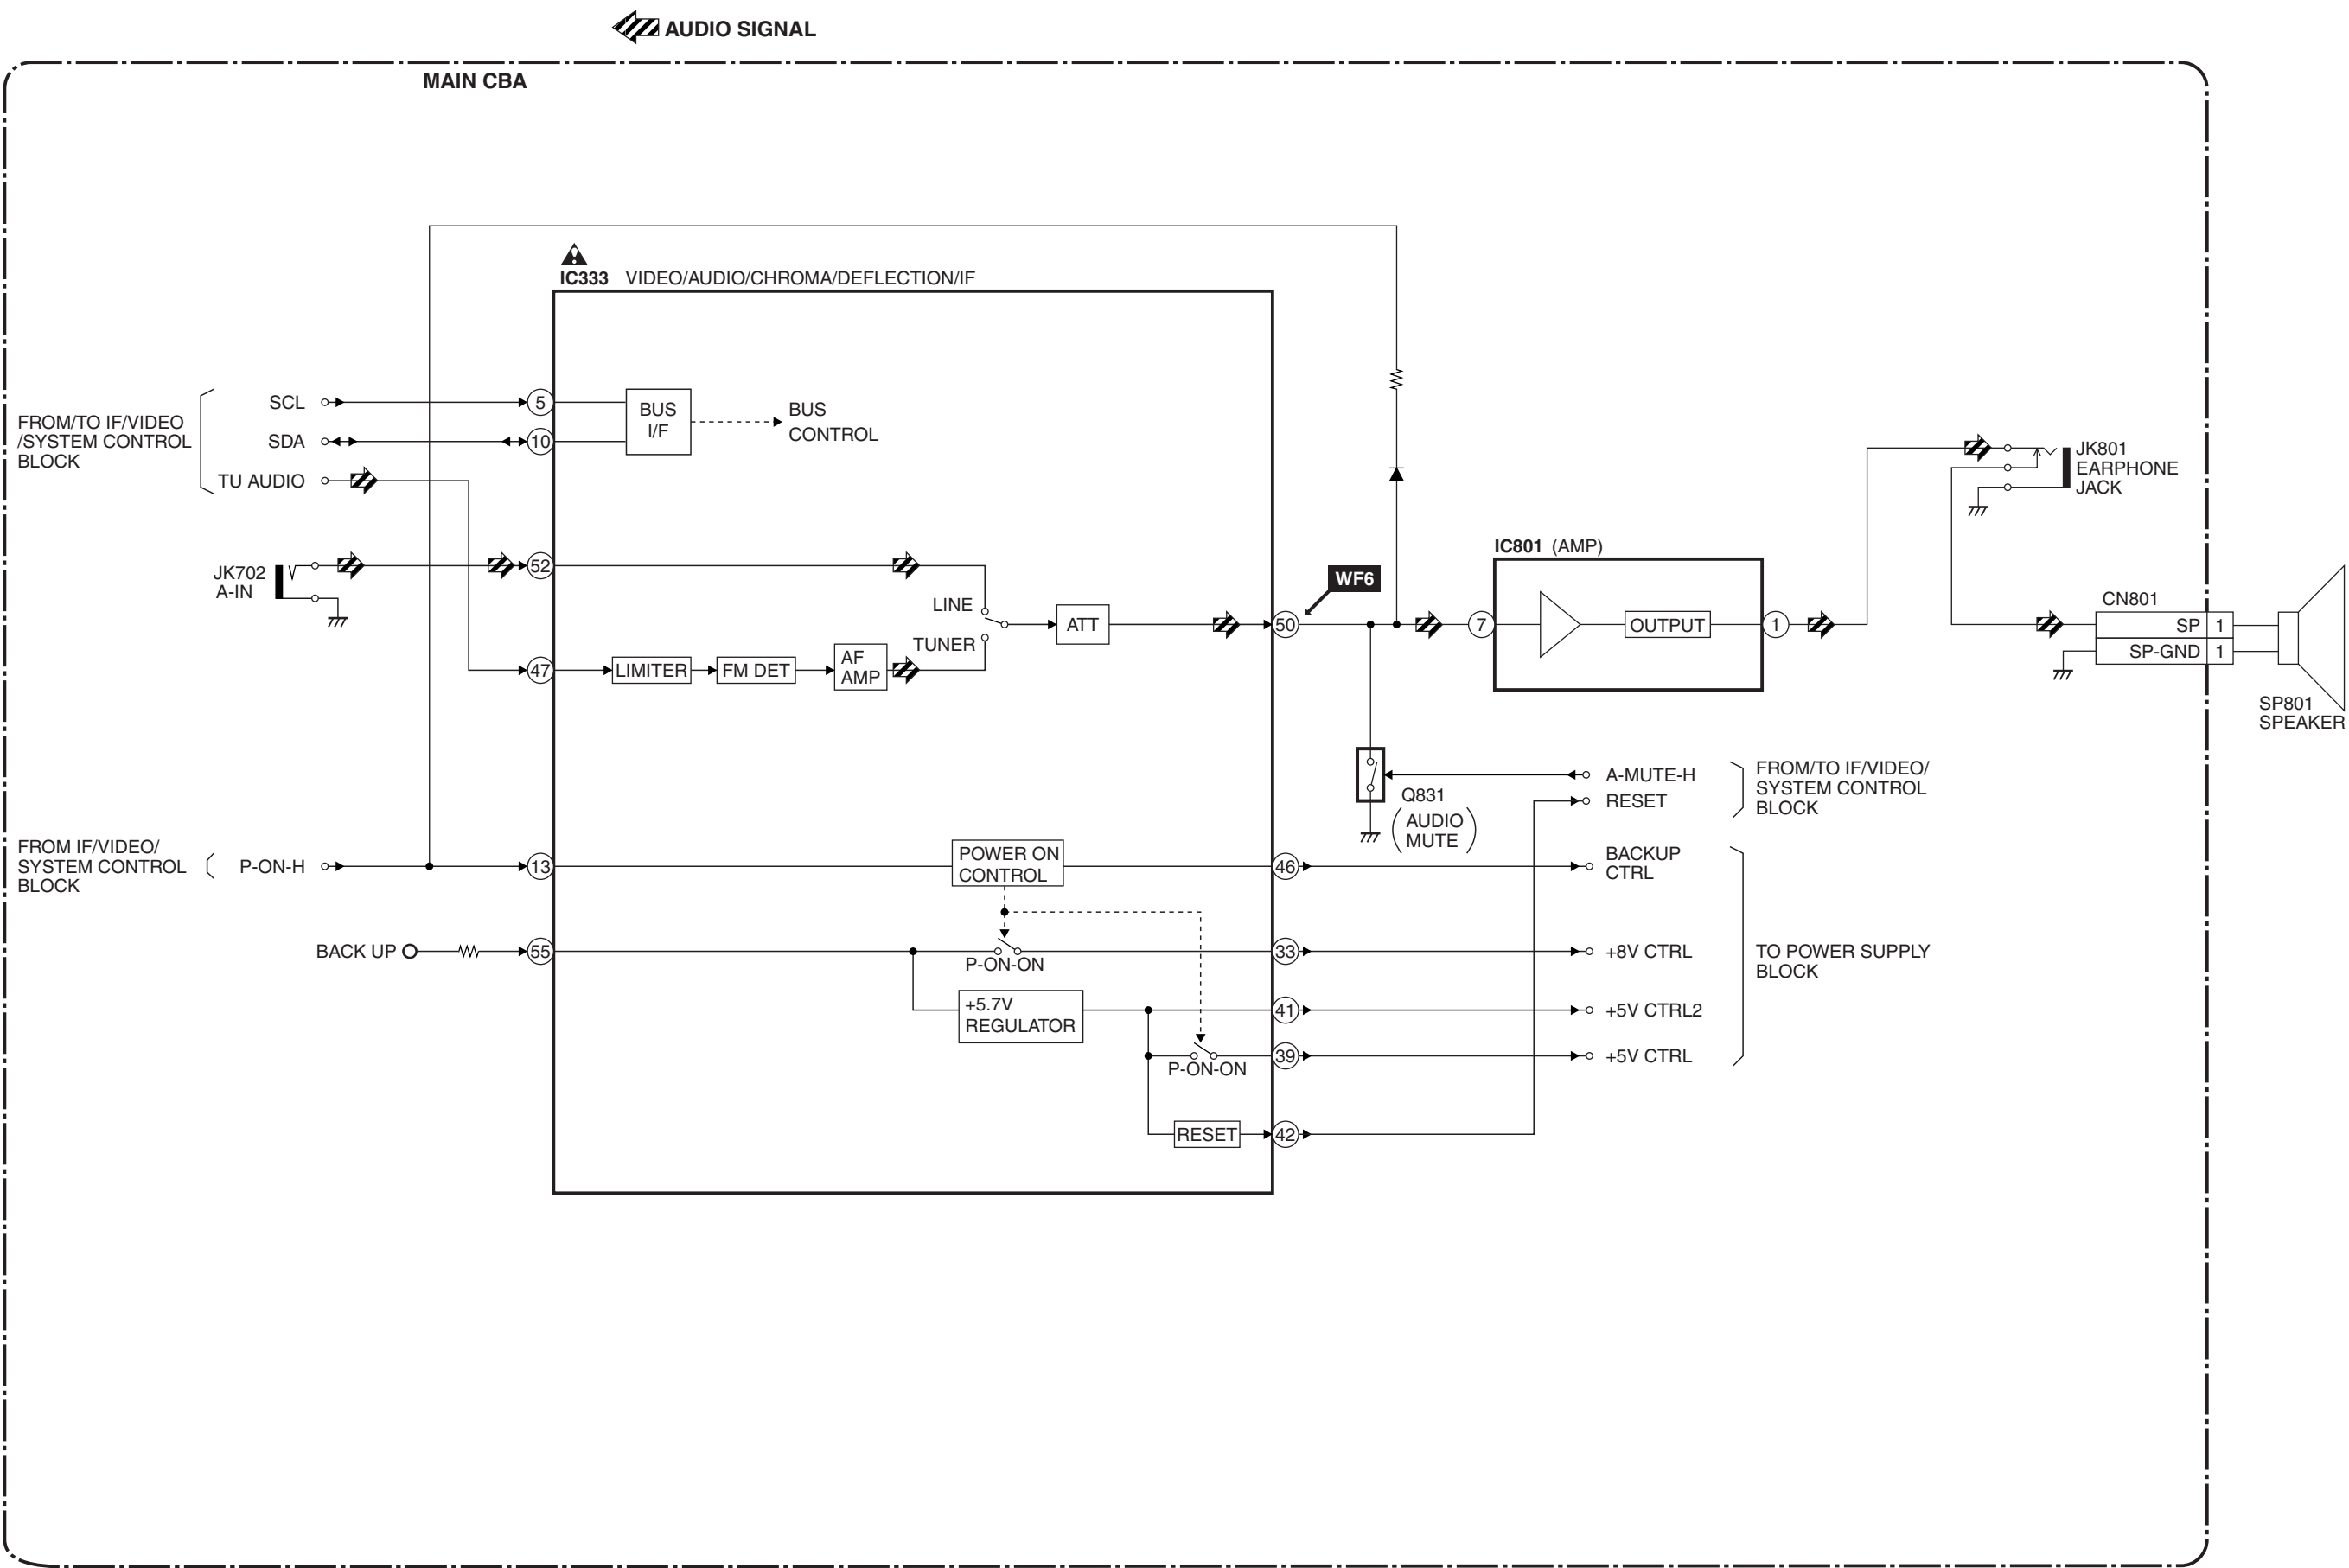 AUDIO SIGNAL
MAIN CBA
IC333 VIDEO/AUDIO/CHROMA/DEFLECTION/IF
FROM/TO IF/VIDEO
/SYSTEM CONTROL
BLOCK
SCL
SDA
TU AUDIO
5
10
BUS
I/F
BUS
CONTROL
JK702
A-IN
52
47
LIMITER
FM DET
AF
AMP
LINE
TUNER
ATT
50
WF6
IC801 (AMP)
7
OUTPUT
1
JK801
EARPHONE
JACK
CN801
SP 1
SP-GND 1
SP801
SPEAKER
Q831
AUDIO
MUTE
A-MUTE-H
RESET
FROM/TO IF/VIDEO/
SYSTEM CONTROL
BLOCK
FROM IF/VIDEO/
SYSTEM CONTROL
BLOCK
P-ON-H
13
POWER ON
CONTROL
46
BACKUP
CTRL
BACK UP
55
P-ON-ON
33
+8V CTRL
TO POWER SUPPLY
BLOCK
+5.7V
REGULATOR
41
+5V CTRL2
P-ON-ON
39
+5V CTRL
RESET
42